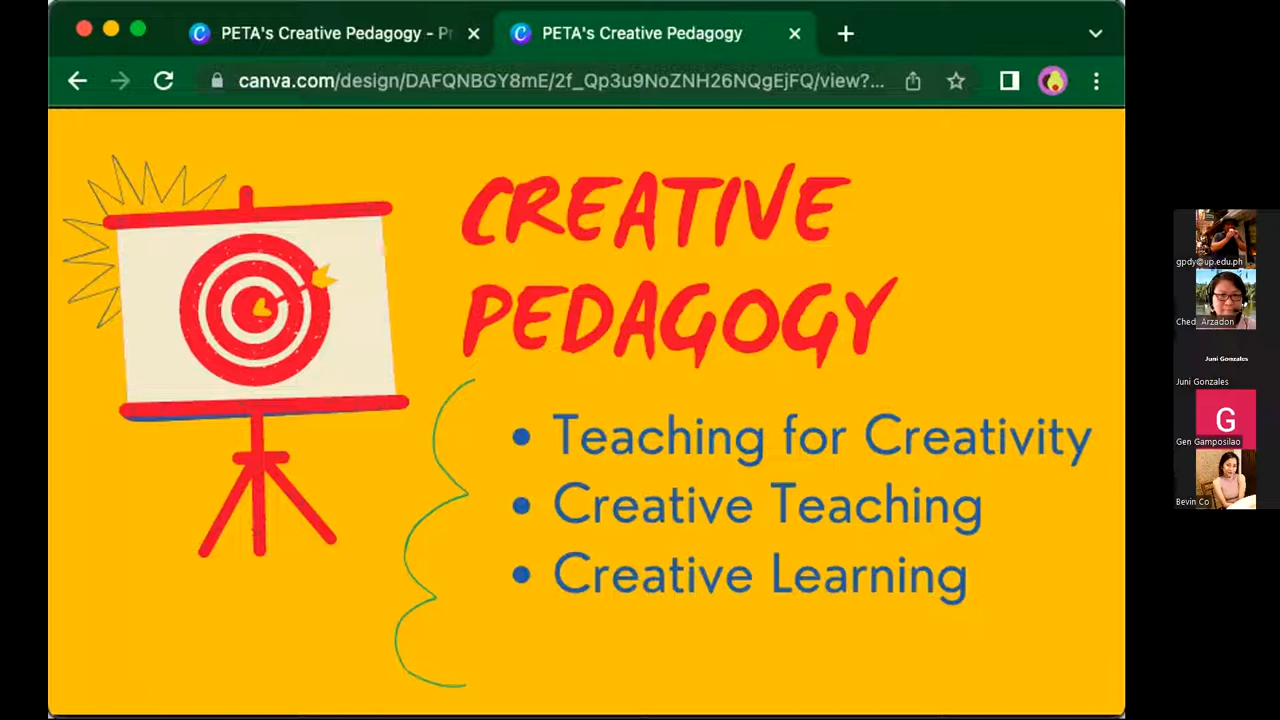 PETA's Creative Pedagogy - Pr
PETA's Creative Pedagogy
canva.com/design/DAFQNBGY8mE/2f_Qp3u9NoZNH26NQgEjFQ/view?...
CREATIVE
PEDAGOGY
• Teaching for Creativity
• Creative Teaching
• Creative Learning
gpdy@up.edu.ph
Ched Arzadon
Juni Gonzales
Juni Gonzales
G
Gen Gamposilao
Bevin Co